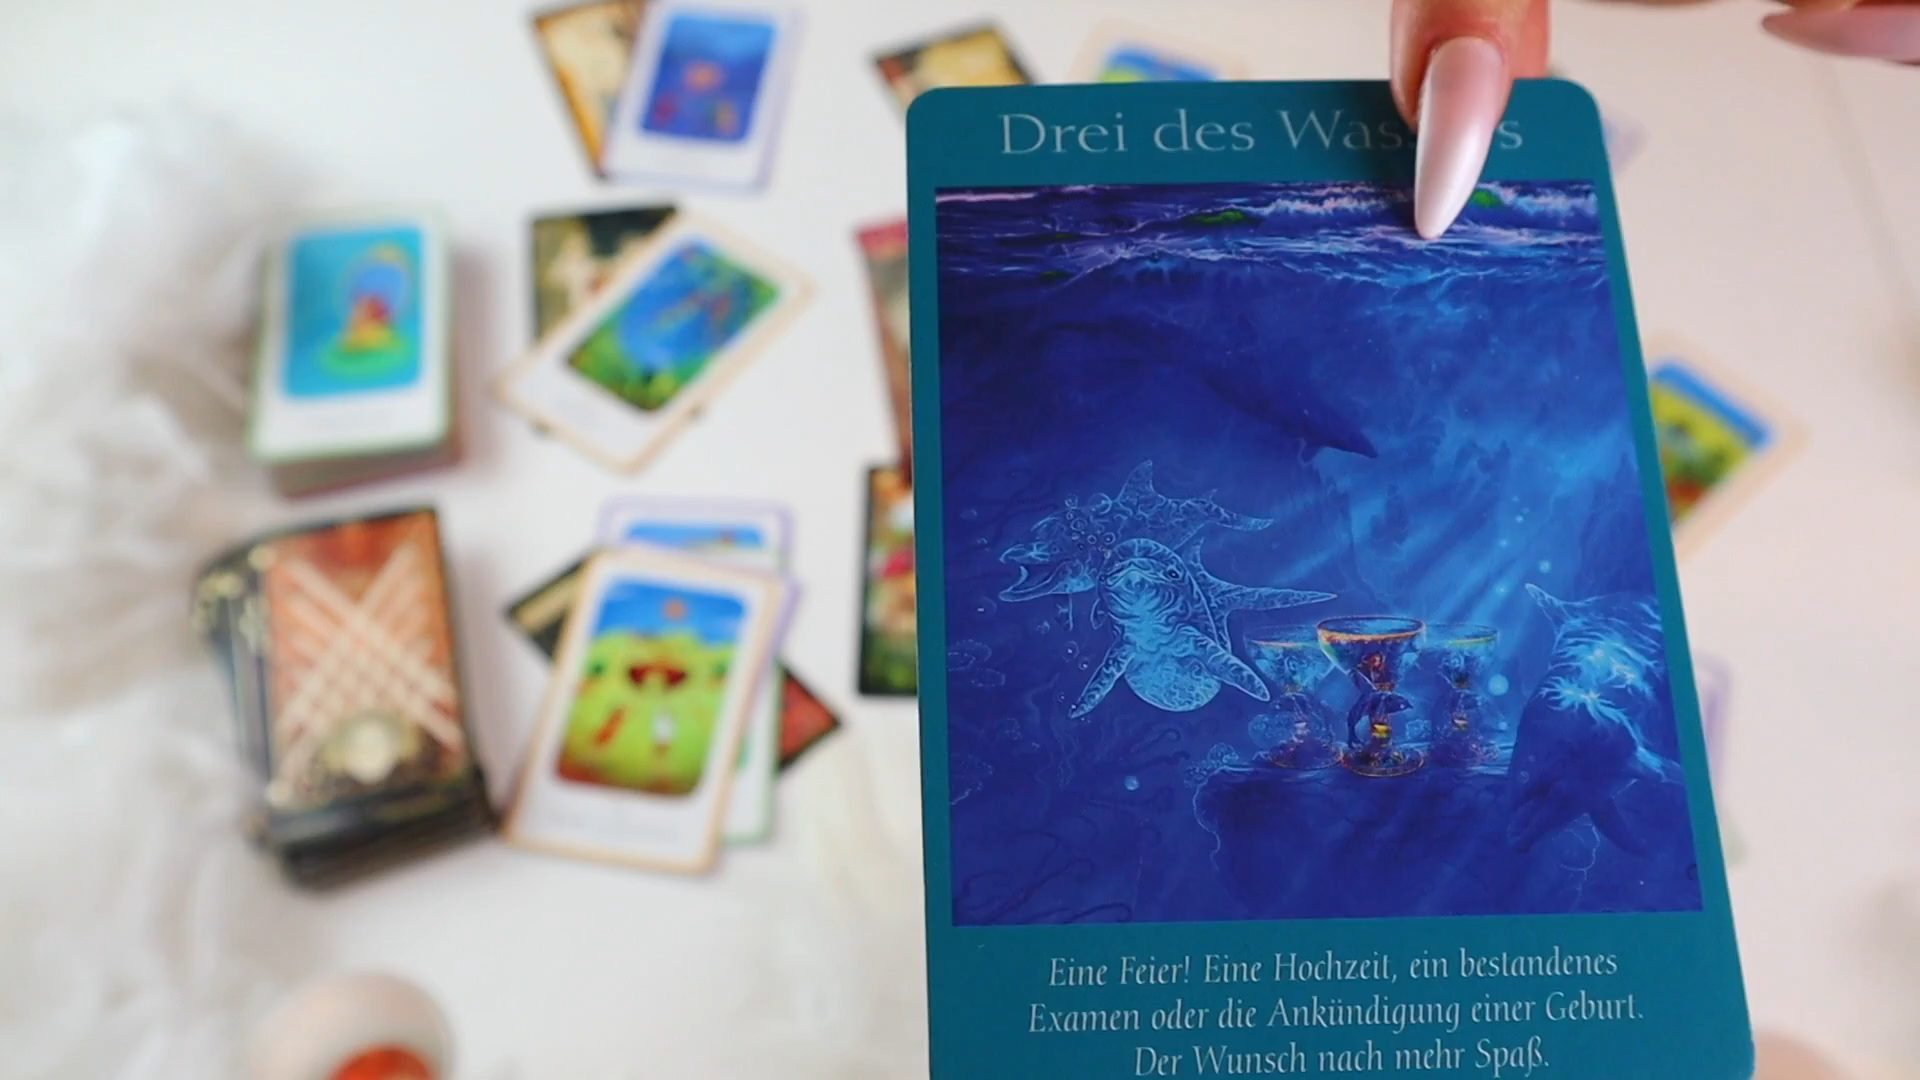 Drei des
Eine Feier! Eine Hochzeit, ein bestandenes
Examen oder die Ankündigung einer Geburt.
Der Wunsch nach mehr Spaß.